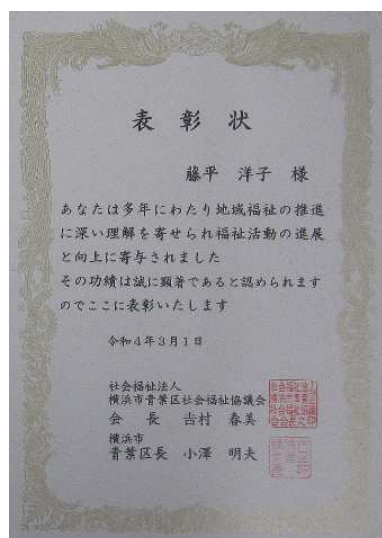 表彰状
藤平 洋子 様
あなたは多年にわたり地域福祉の推進
に深い理解を寄せられ福祉活動の進展
と向上に寄与されました
その功績は誠に顕著であると認められます
のでここに表彰いたします
令和4年3月1日
社会福祉法人
横浜市青葉区社会福祉協議会
会 長 吉村 春美
横浜市
青葉区長 小澤 明夫